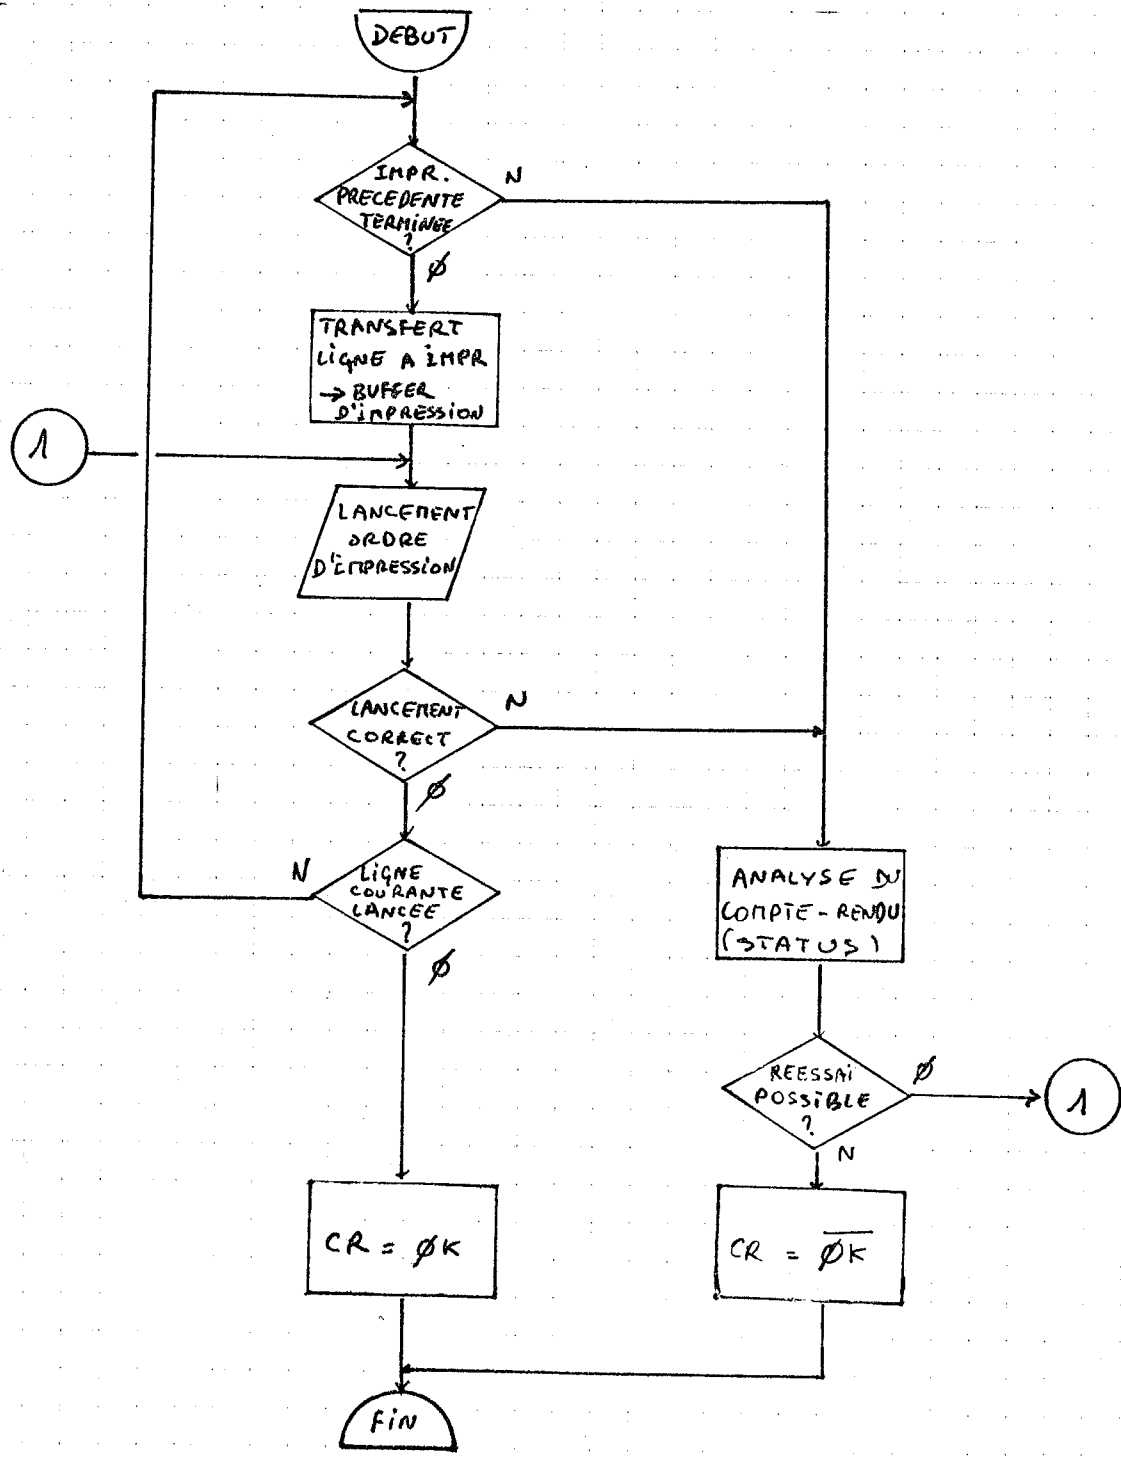 DEBUT
IMPR.
PRECEDENTE
TERMINEE
?
N
Ø
TRANSFERT
LIGNE A IMPR
→ BUFFER
D'IMPRESSION
1
LANCEMENT
ORDRE
D'IMPRESSION
LANCEMENT
CORRECT
?
N
Ø
LIGNE
COURANTE
LANCEE
?
N
Ø
ANALYSE DU
COMPTE-RENDU
(STATUS)
REESSAI
POSSIBLE
?
Ø
1
N
CR = ØK
CR = \overline{ØK}
FIN